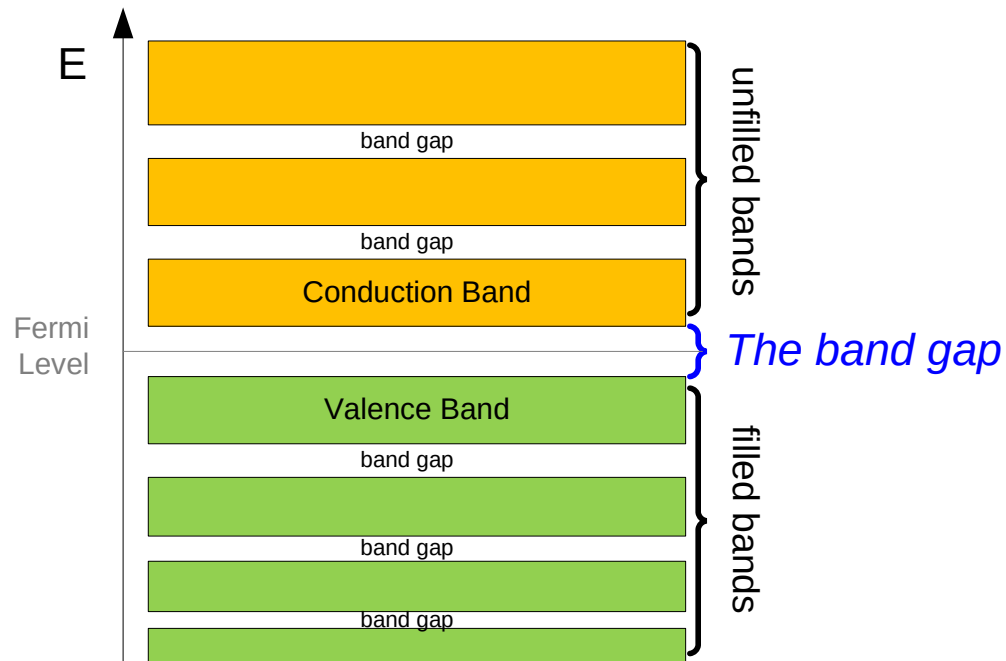 E
unfilled bands
band gap
band gap
Conduction Band
Fermi
Level
The band gap
Valence Band
filled bands
band gap
band gap
band gap